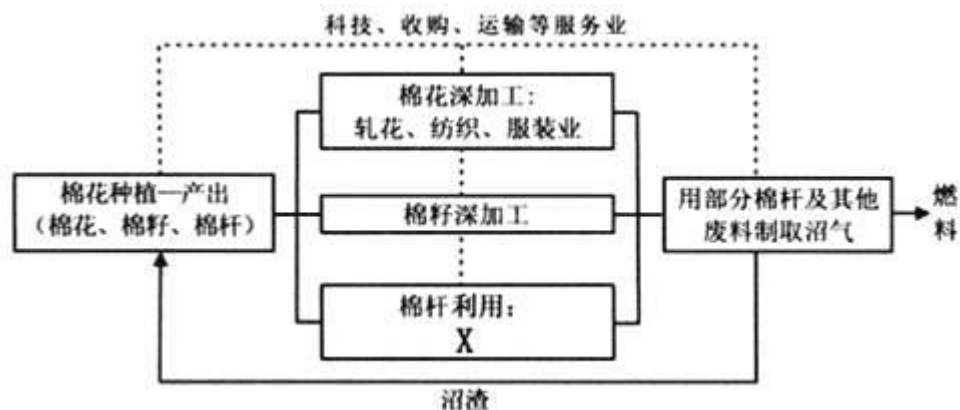 科技、收购、运输等服务业
棉花深加工:
轧花、纺织、服装业
棉花种植—产出
(棉花、棉籽、棉杆)
棉籽深加工
棉杆利用:
X
用部分棉杆及其他
废料制取沼气
燃
料
沼渣